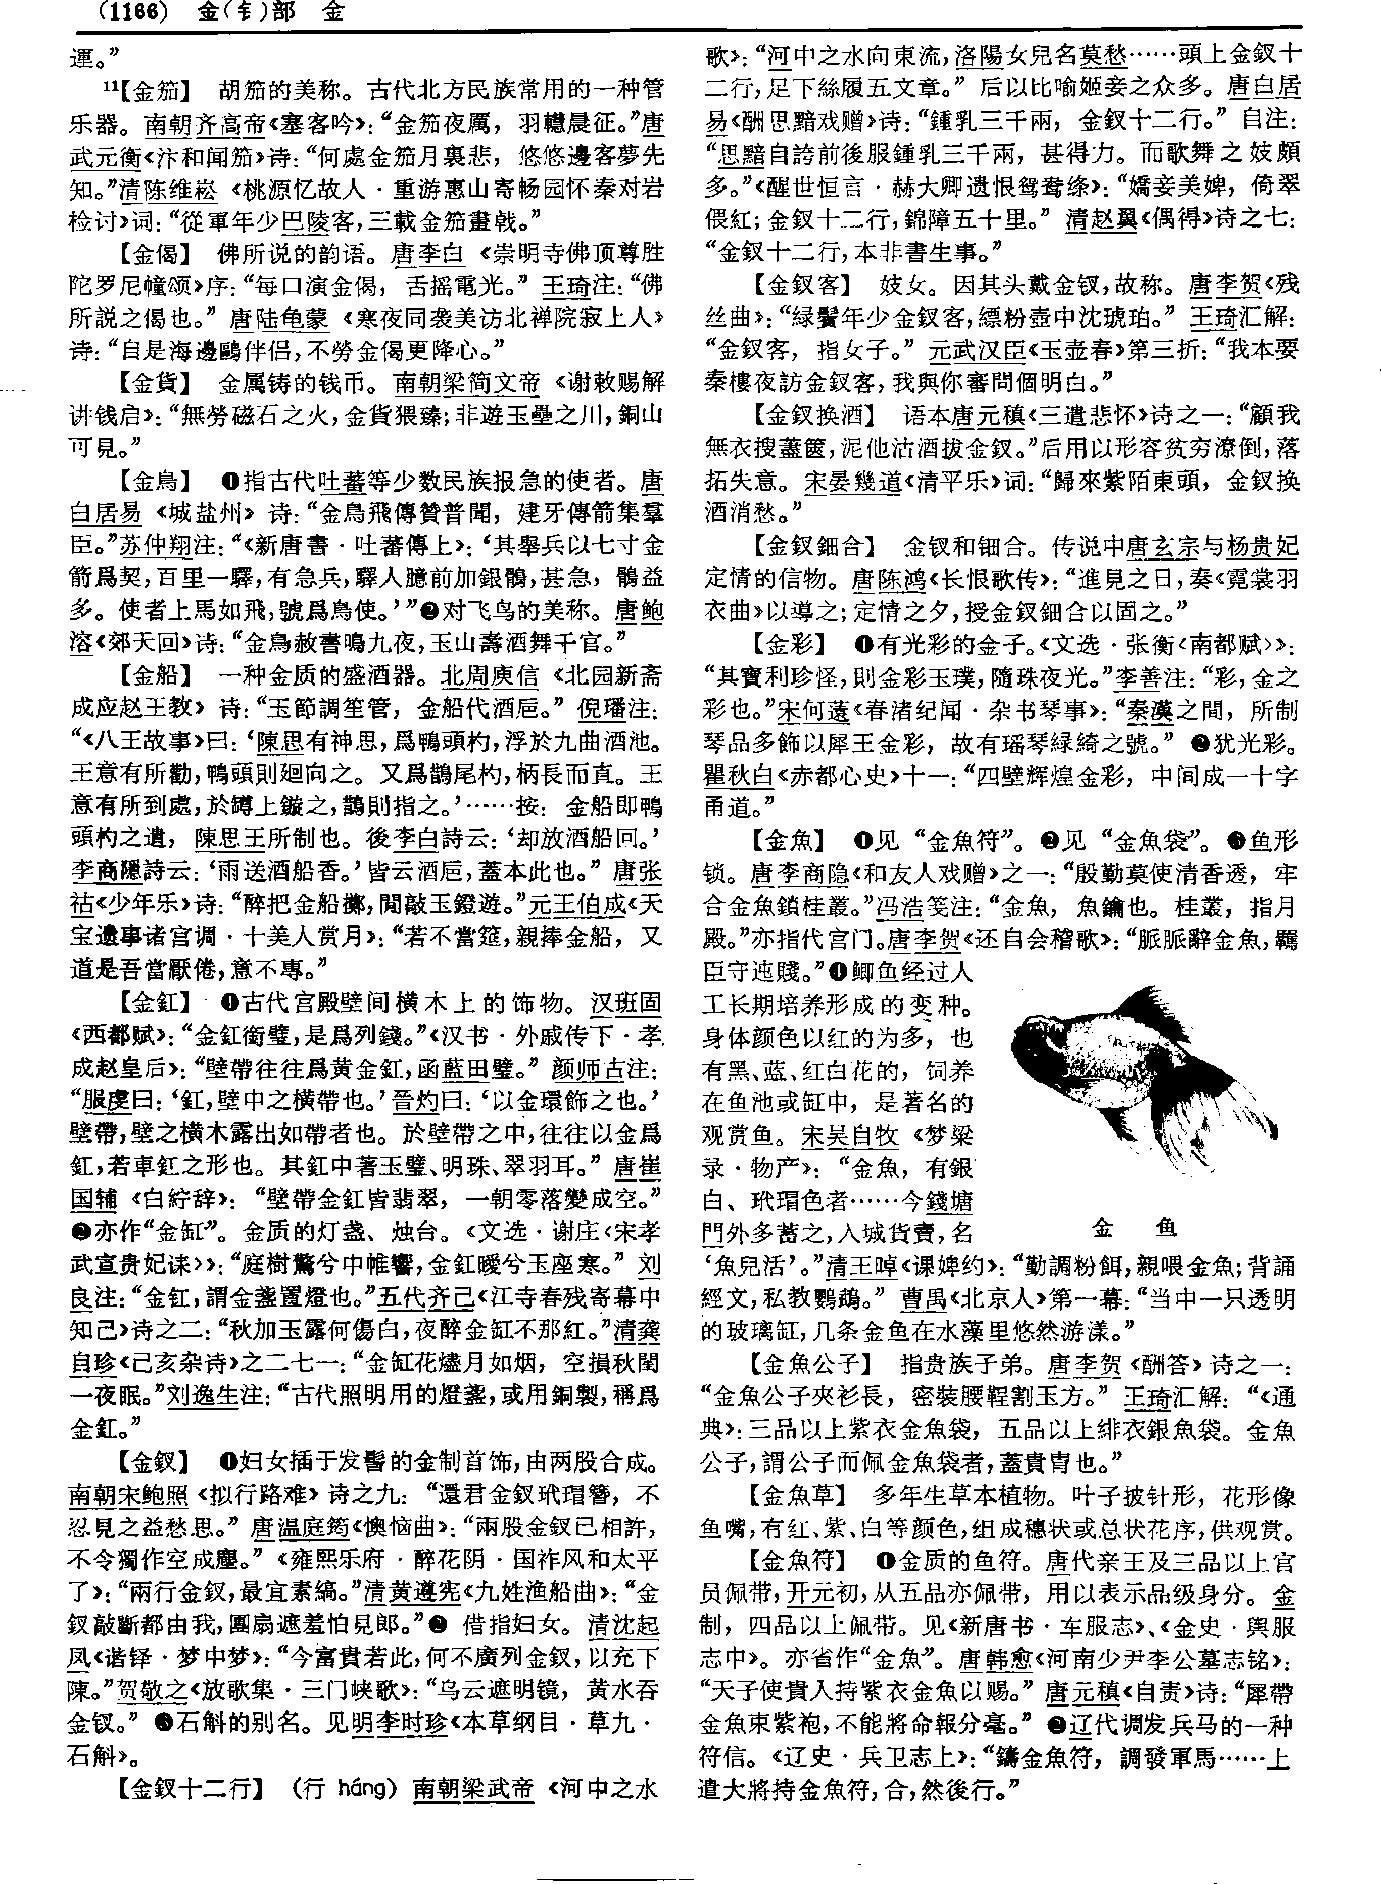 (1166) 金(钅)部 金
運。”
¹¹【金笳】 胡笳的美称。古代北方民族常用的一种管
乐器。南朝齐高帝《塞客吟》：“金笳夜厲，羽轊晨征。”唐
武元衡《汴和闻笳》诗：“何處金笳月裏悲，悠悠邊客夢先
知。”清陈维崧《桃源忆故人·重游惠山寄畅园怀秦对岩
检讨》词：“從軍年少巴陵客，三載金笳畫戟。”
【金偈】 佛所说的韵语。唐李白《崇明寺佛顶尊胜
陀罗尼幢颂》序：“每口演金偈，舌摇電光。”王琦注：“佛
所説之偈也。”唐陆龟蒙《寒夜同袭美访北禅院寂上人》
诗：“自是海邊鷗伴侣，不勞金偈更降心。”
【金貨】 金属铸的钱币。南朝梁简文帝《谢敕赐解
讲钱启》：“無勞磁石之火，金貨猥臻；非遊玉壘之川，銅山
可見。”
【金鳥】 ❶指古代吐蕃等少数民族报急的使者。唐
白居易《城盐州》诗：“金鳥飛傳贊普聞，建牙傳箭集羣
臣。”苏仲翔注：“《新唐書·吐蕃傳上》：‘其舉兵以七寸金
箭爲契，百里一驛，有急兵，驛人臆前加銀鶻，甚急，鶻益
多。使者上馬如飛，號爲鳥使。’”❷对飞鸟的美称。唐鲍
溶《郊天回》诗：“金鳥赦書鳴九夜，玉山壽酒舞千官。”
【金船】 一种金质的盛酒器。北周庾信《北园新斋
成应赵王教》诗：“玉節調笙管，金船代酒巵。”倪璠注：
“《八王故事》曰：‘陳思有神思，爲鴨頭杓，浮於九曲酒池。
王意有所勸，鴨頭則廻向之。又爲鵲尾杓，柄長而直。王
意有所到處，於罇上鏇之，鵲則指之。’……按：金船即鴨
頭杓之遺，陳思王所制也。後李白詩云：‘却放酒船回。’
李商隱詩云：‘雨送酒船香。’皆云酒巵，蓋本此也。”唐张
祜《少年乐》诗：“醉把金船擲，閒敲玉鐙遊。”元王伯成《天
宝遗事诸宫调·十美人赏月》：“若不當筵，親捧金船，又
道是吾當厭倦，意不專。”
【金釭】 ❶古代宫殿壁间横木上的饰物。汉班固
《西都赋》：“金釭銜璧，是爲列錢。”《汉书·外戚传下·孝
成赵皇后》：“壁帶往往爲黄金釭，函藍田璧。”颜师古注：
“服虔曰：‘釭，壁中之横帶也。’晋灼曰：‘以金環飾之也。’
壁帶，壁之横木露出如帶者也。於壁帶之中，往往以金爲
釭，若車釭之形也。其釭中著玉璧、明珠、翠羽耳。”唐崔
国辅《白紵辞》：“壁帶金釭皆翡翠，一朝零落變成空。”
❷亦作“金缸”。金质的灯盏、烛台。《文选·谢庄〈宋孝
武宣贵妃诔〉》：“庭樹驚兮中帷響，金釭曖兮玉座寒。”刘
良注：“金釭，謂金盞置燈也。”五代齐己《江寺春残寄幕中
知己》诗之二：“秋加玉露何傷白，夜醉金缸不那紅。”清龚
自珍《己亥杂诗》之二七一：“金缸花燼月如烟，空損秋閨
一夜眠。”刘逸生注：“古代照明用的燈盞，或用銅製，稱爲
金釭。”
【金釵】 ❶妇女插于发髻的金制首饰，由两股合成。
南朝宋鲍照《拟行路难》诗之九：“還君金釵玳瑁簪，不
忍見之益愁思。”唐温庭筠《懊恼曲》：“兩股金釵已相許，
不令獨作空成塵。”《雍熙乐府·醉花阴·国祚风和太平
了》：“兩行金釵，最宜素縞。”清黄遵宪《九姓渔船曲》：“金
釵敲斷都由我，團扇遮羞怕見郎。”❷ 借指妇女。清沈起
凤《谐铎·梦中梦》：“今富貴若此，何不廣列金釵，以充下
陳。”贺敬之《放歌集·三门峡歌》：“乌云遮明镜，黄水吞
金钗。”❸石斛的别名。见明李时珍《本草纲目·草九·
石斛》。
【金釵十二行】（行 háng）南朝梁武帝《河中之水
歌》：“河中之水向東流，洛陽女兒名莫愁……頭上金釵十
二行，足下絲履五文章。”后以比喻姬妾之众多。唐白居
易《酬思黯戏赠》诗：“鍾乳三千兩，金釵十二行。”自注：
“思黯自誇前後服鍾乳三千兩，甚得力。而歌舞之妓頗
多。”《醒世恒言·赫大卿遗恨鸳鸯绦》：“嬌妾美婢，倚翠
偎紅；金釵十二行，錦障五十里。”清赵翼《偶得》诗之七：
“金釵十二行，本非書生事。”
【金釵客】 妓女。因其头戴金钗，故称。唐李贺《残
丝曲》：“緑鬢年少金釵客，縹粉壺中沈琥珀。”王琦汇解：
“金釵客，指女子。”元武汉臣《玉壶春》第三折：“我本要
秦樓夜訪金釵客，我與你審問個明白。”
【金釵换酒】 语本唐元稹《三遣悲怀》诗之一：“顧我
無衣搜藎篋，泥他沽酒拔金釵。”后用以形容贫穷潦倒，落
拓失意。宋晏幾道《清平乐》词：“歸來紫陌東頭，金釵换
酒消愁。”
【金釵鈿合】 金钗和钿合。传说中唐玄宗与杨贵妃
定情的信物。唐陈鸿《长恨歌传》：“進見之日，奏《霓裳羽
衣曲》以導之；定情之夕，授金釵鈿合以固之。”
【金彩】 ❶有光彩的金子。《文选·张衡〈南都赋〉》：
“其寶利珍怪，則金彩玉璞，隨珠夜光。”李善注：“彩，金之
彩也。”宋何薳《春渚纪闻·杂书琴事》：“秦漢之間，所制
琴品多飾以犀玉金彩，故有瑶琴緑綺之號。”❷犹光彩。
瞿秋白《赤都心史》十一：“四壁辉煌金彩，中间成一十字
甬道。”
【金魚】 ❶见“金魚符”。❷见“金魚袋”。❸鱼形
锁。唐李商隐《和友人戏赠》之一：“殷勤莫使清香透，牢
合金魚鎖桂叢。”冯浩笺注：“金魚，魚鑰也。桂叢，指月
殿。”亦指代宫门。唐李贺《还自会稽歌》：“脈脈辭金魚，羈
臣守迍賤。”❹鲫鱼经过人
工长期培养形成的变种。
身体颜色以红的为多，也
有黑、蓝、红白花的，饲养
在鱼池或缸中，是著名的
观赏鱼。宋吴自牧《梦粱
录·物产》：“金魚，有銀
白、玳瑁色者……今錢塘
門外多蓄之，入城貨賣，名
‘魚兒活’。”清王晫《课婢约》：“勤調粉餌，親喂金魚；背誦
經文，私教鸚鵡。”曹禺《北京人》第一幕：“当中一只透明
的玻璃缸，几条金鱼在水藻里悠然游漾。”
金 鱼
【金魚公子】 指贵族子弟。唐李贺《酬答》诗之一：
“金魚公子夾衫長，密裝腰鞓割玉方。”王琦汇解：“《通
典》：三品以上紫衣金魚袋，五品以上緋衣銀魚袋。金魚
公子，謂公子而佩金魚袋者，蓋貴胄也。”
【金魚草】 多年生草本植物。叶子披针形，花形像
鱼嘴，有红、紫、白等颜色，组成穗状或总状花序，供观赏。
【金魚符】 ❶金质的鱼符。唐代亲王及三品以上官
员佩带，开元初，从五品亦佩带，用以表示品级身分。金
制，四品以上佩带。见《新唐书·车服志》、《金史·舆服
志中》。亦省作“金魚”。唐韩愈《河南少尹李公墓志铭》：
“天子使貴人持紫衣金魚以赐。”唐元稹《自责》诗：“犀帶
金魚束紫袍，不能將命報分毫。”❷辽代调发兵马的一种
符信。《辽史·兵卫志上》：“鑄金魚符，調發軍馬……上
遣大將持金魚符，合，然後行。”